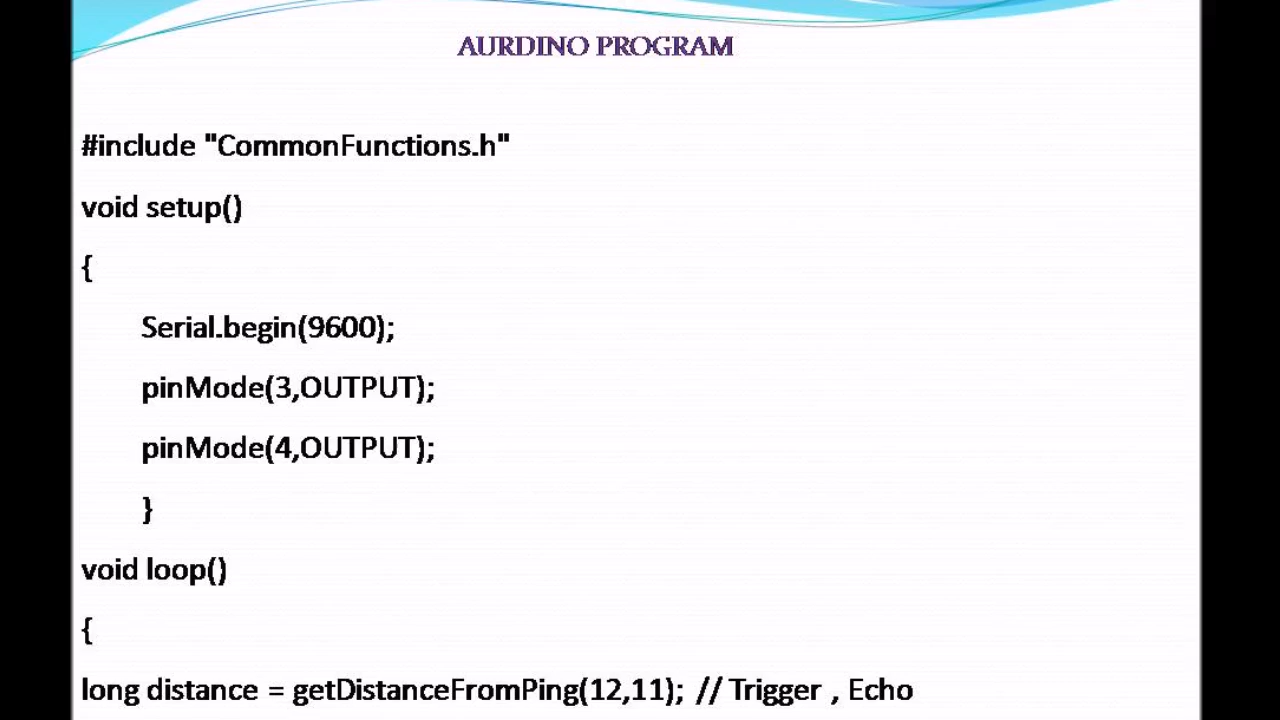 AURDINO PROGRAM
#include "CommonFunctions.h"
void setup()
{
Serial.begin(9600);
pinMode(3,OUTPUT);
pinMode(4,OUTPUT);
}
void loop()
{
long distance = getDistanceFromPing(12,11); // Trigger , Echo